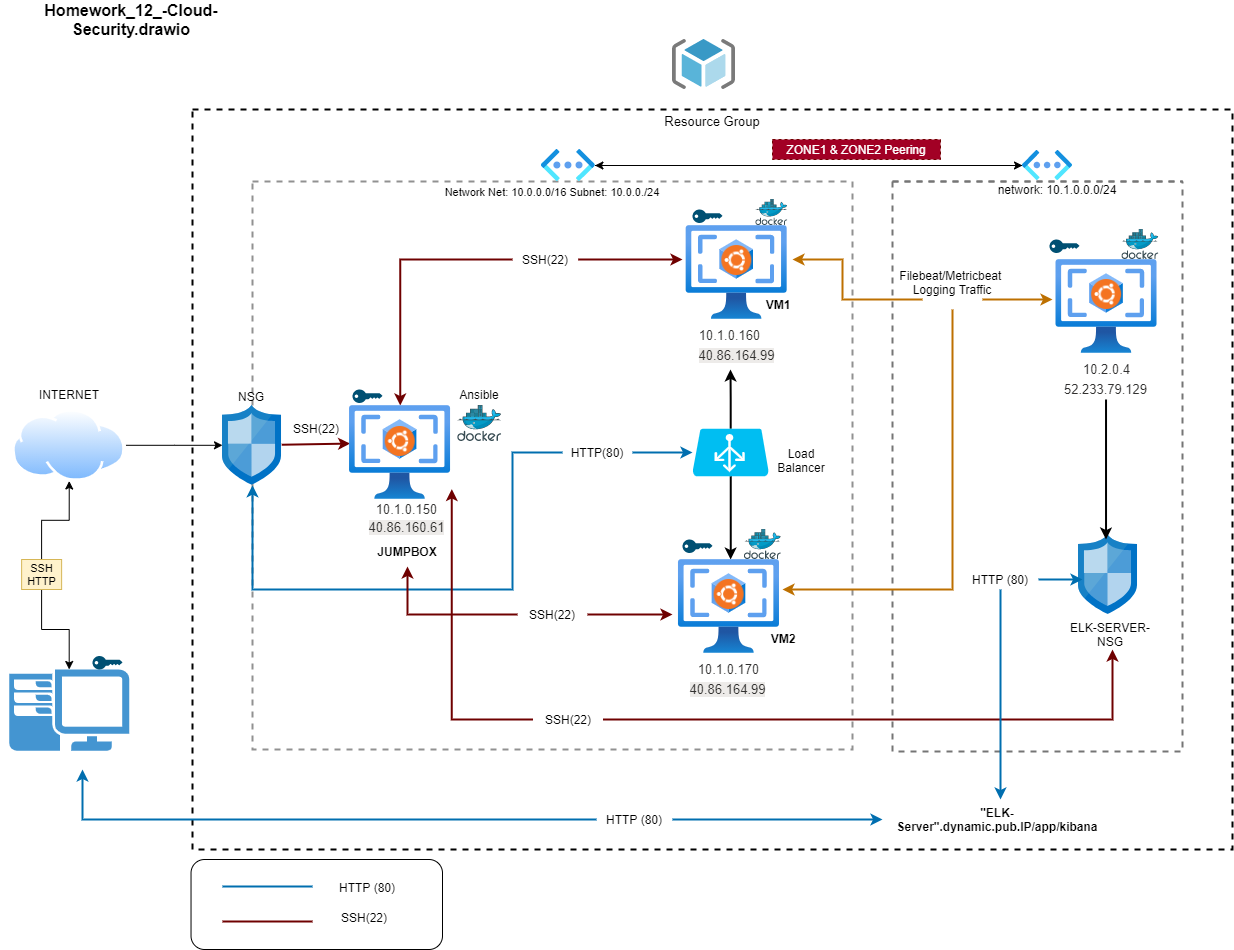 Homework_12_-Cloud-
Security.drawio
Resource Group
ZONE1 & ZONE2 Peering
Network Net: 10.0.0.0/16 Subnet: 10.0.0./24
network: 10.1.0.0.0/24
docker
docker
SSH(22)
VM1
Filebeat/Metricbeat
Logging Traffic
10.1.0.160
40.86.164.99
10.2.0.4
52.233.79.129
INTERNET
NSG
Ansible
docker
SSH(22)
HTTP(80)
Load
Balancer
10.1.0.150
40.86.160.61
JUMPBOX
docker
SSH
HTTP
SSH(22)
VM2
HTTP (80)
ELK-SERVER-
NSG
10.1.0.170
40.86.164.99
SSH(22)
HTTP (80)
"ELK-
Server".dynamic.pub.IP/app/kibana
HTTP (80)
SSH(22)